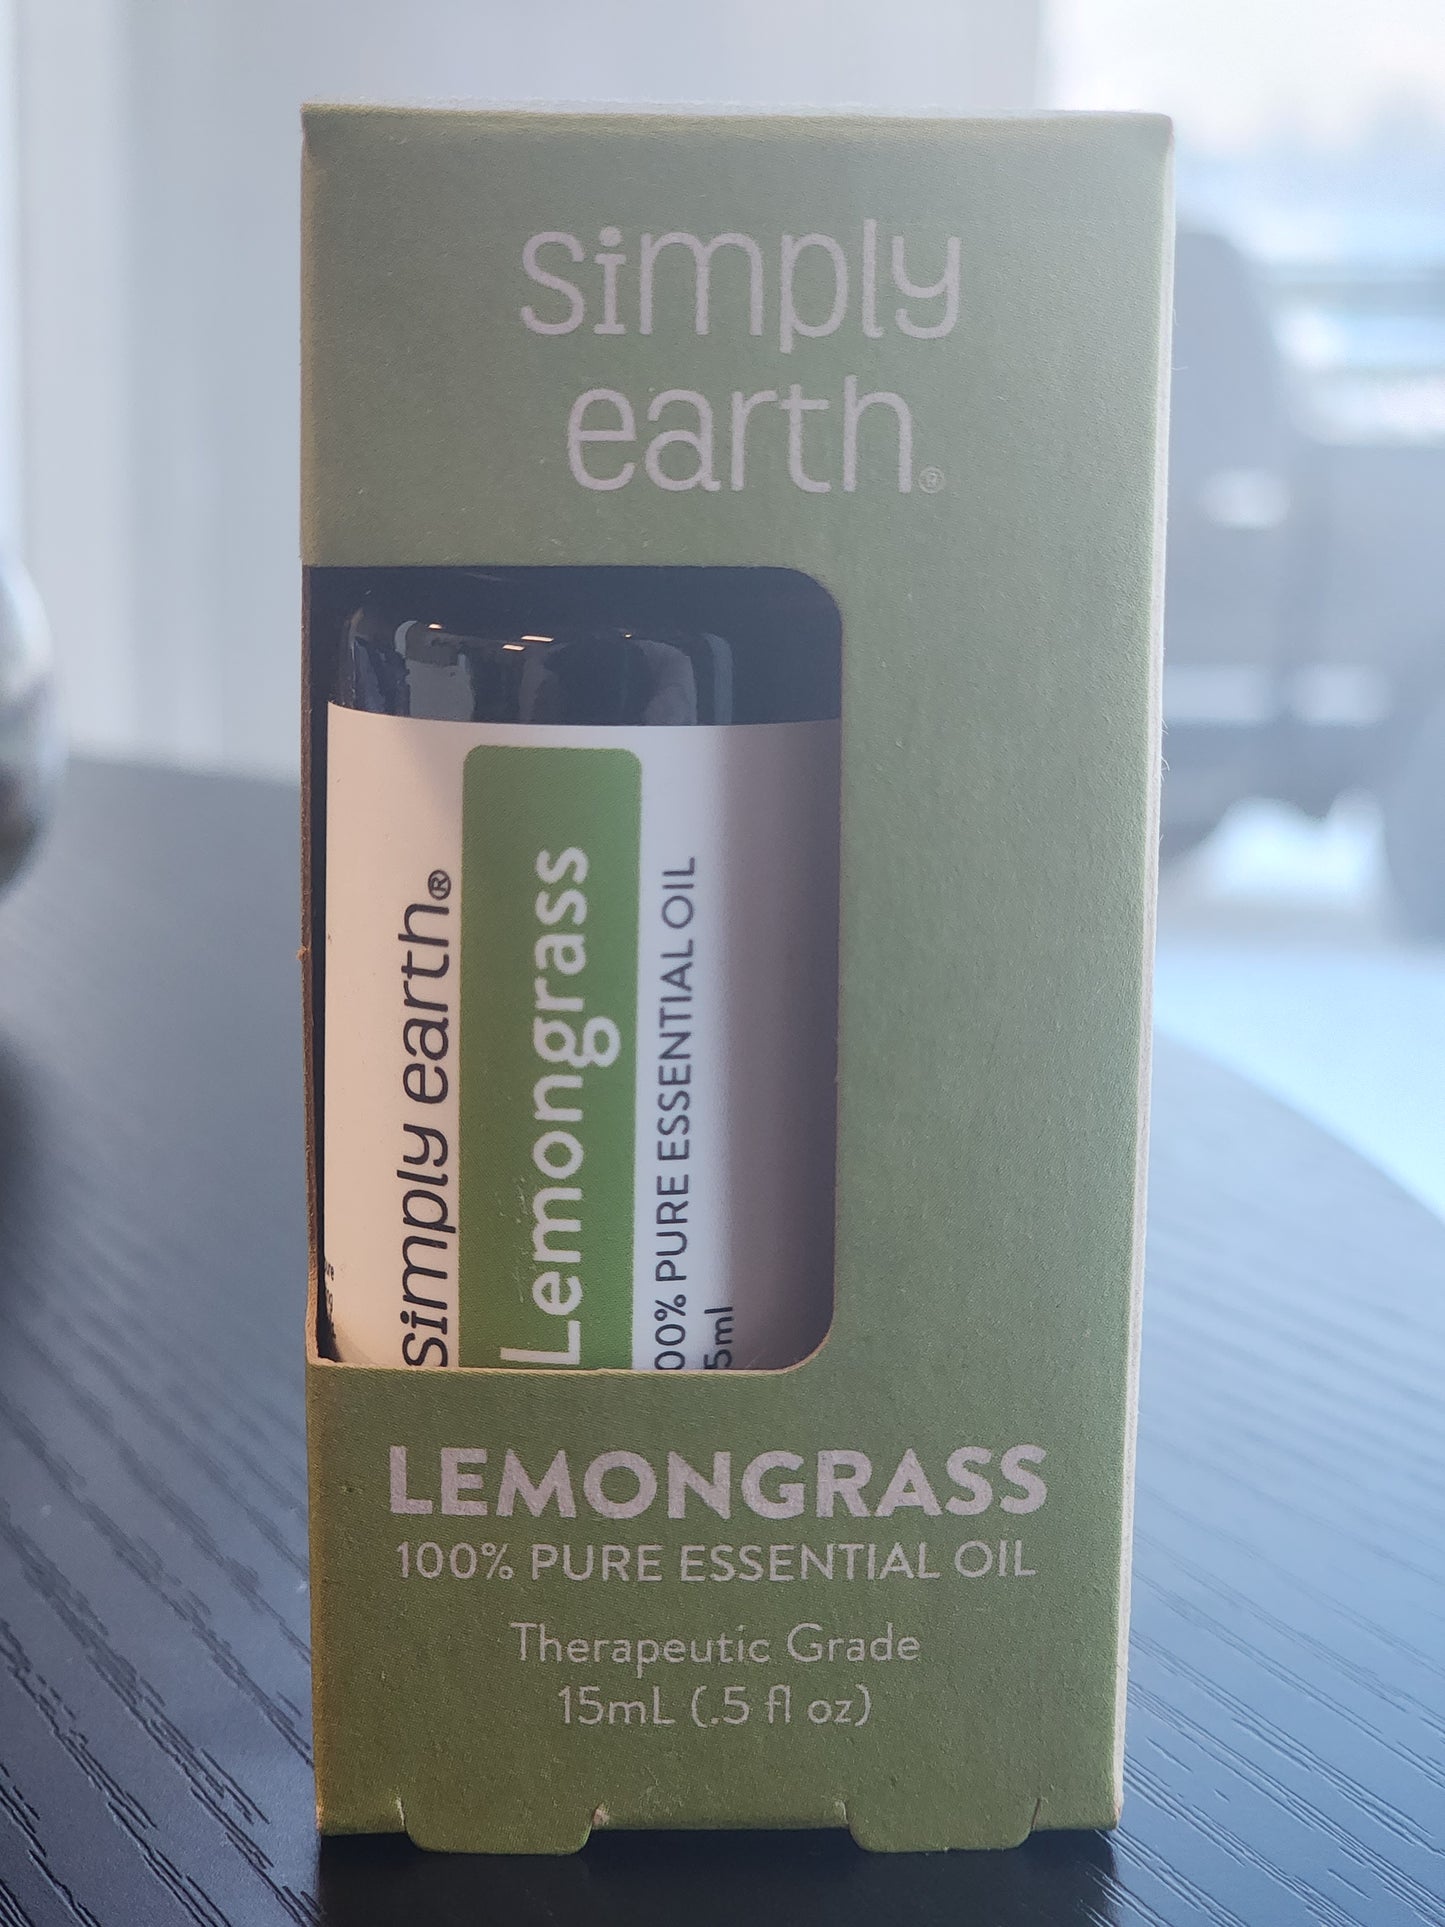 simply
earth®
simply earth®
Lemongrass
00% PURE ESSENTIAL OIL
5ml
LEMONGRASS
100% PURE ESSENTIAL OIL
Therapeutic Grade
15mL (.5 fl oz)